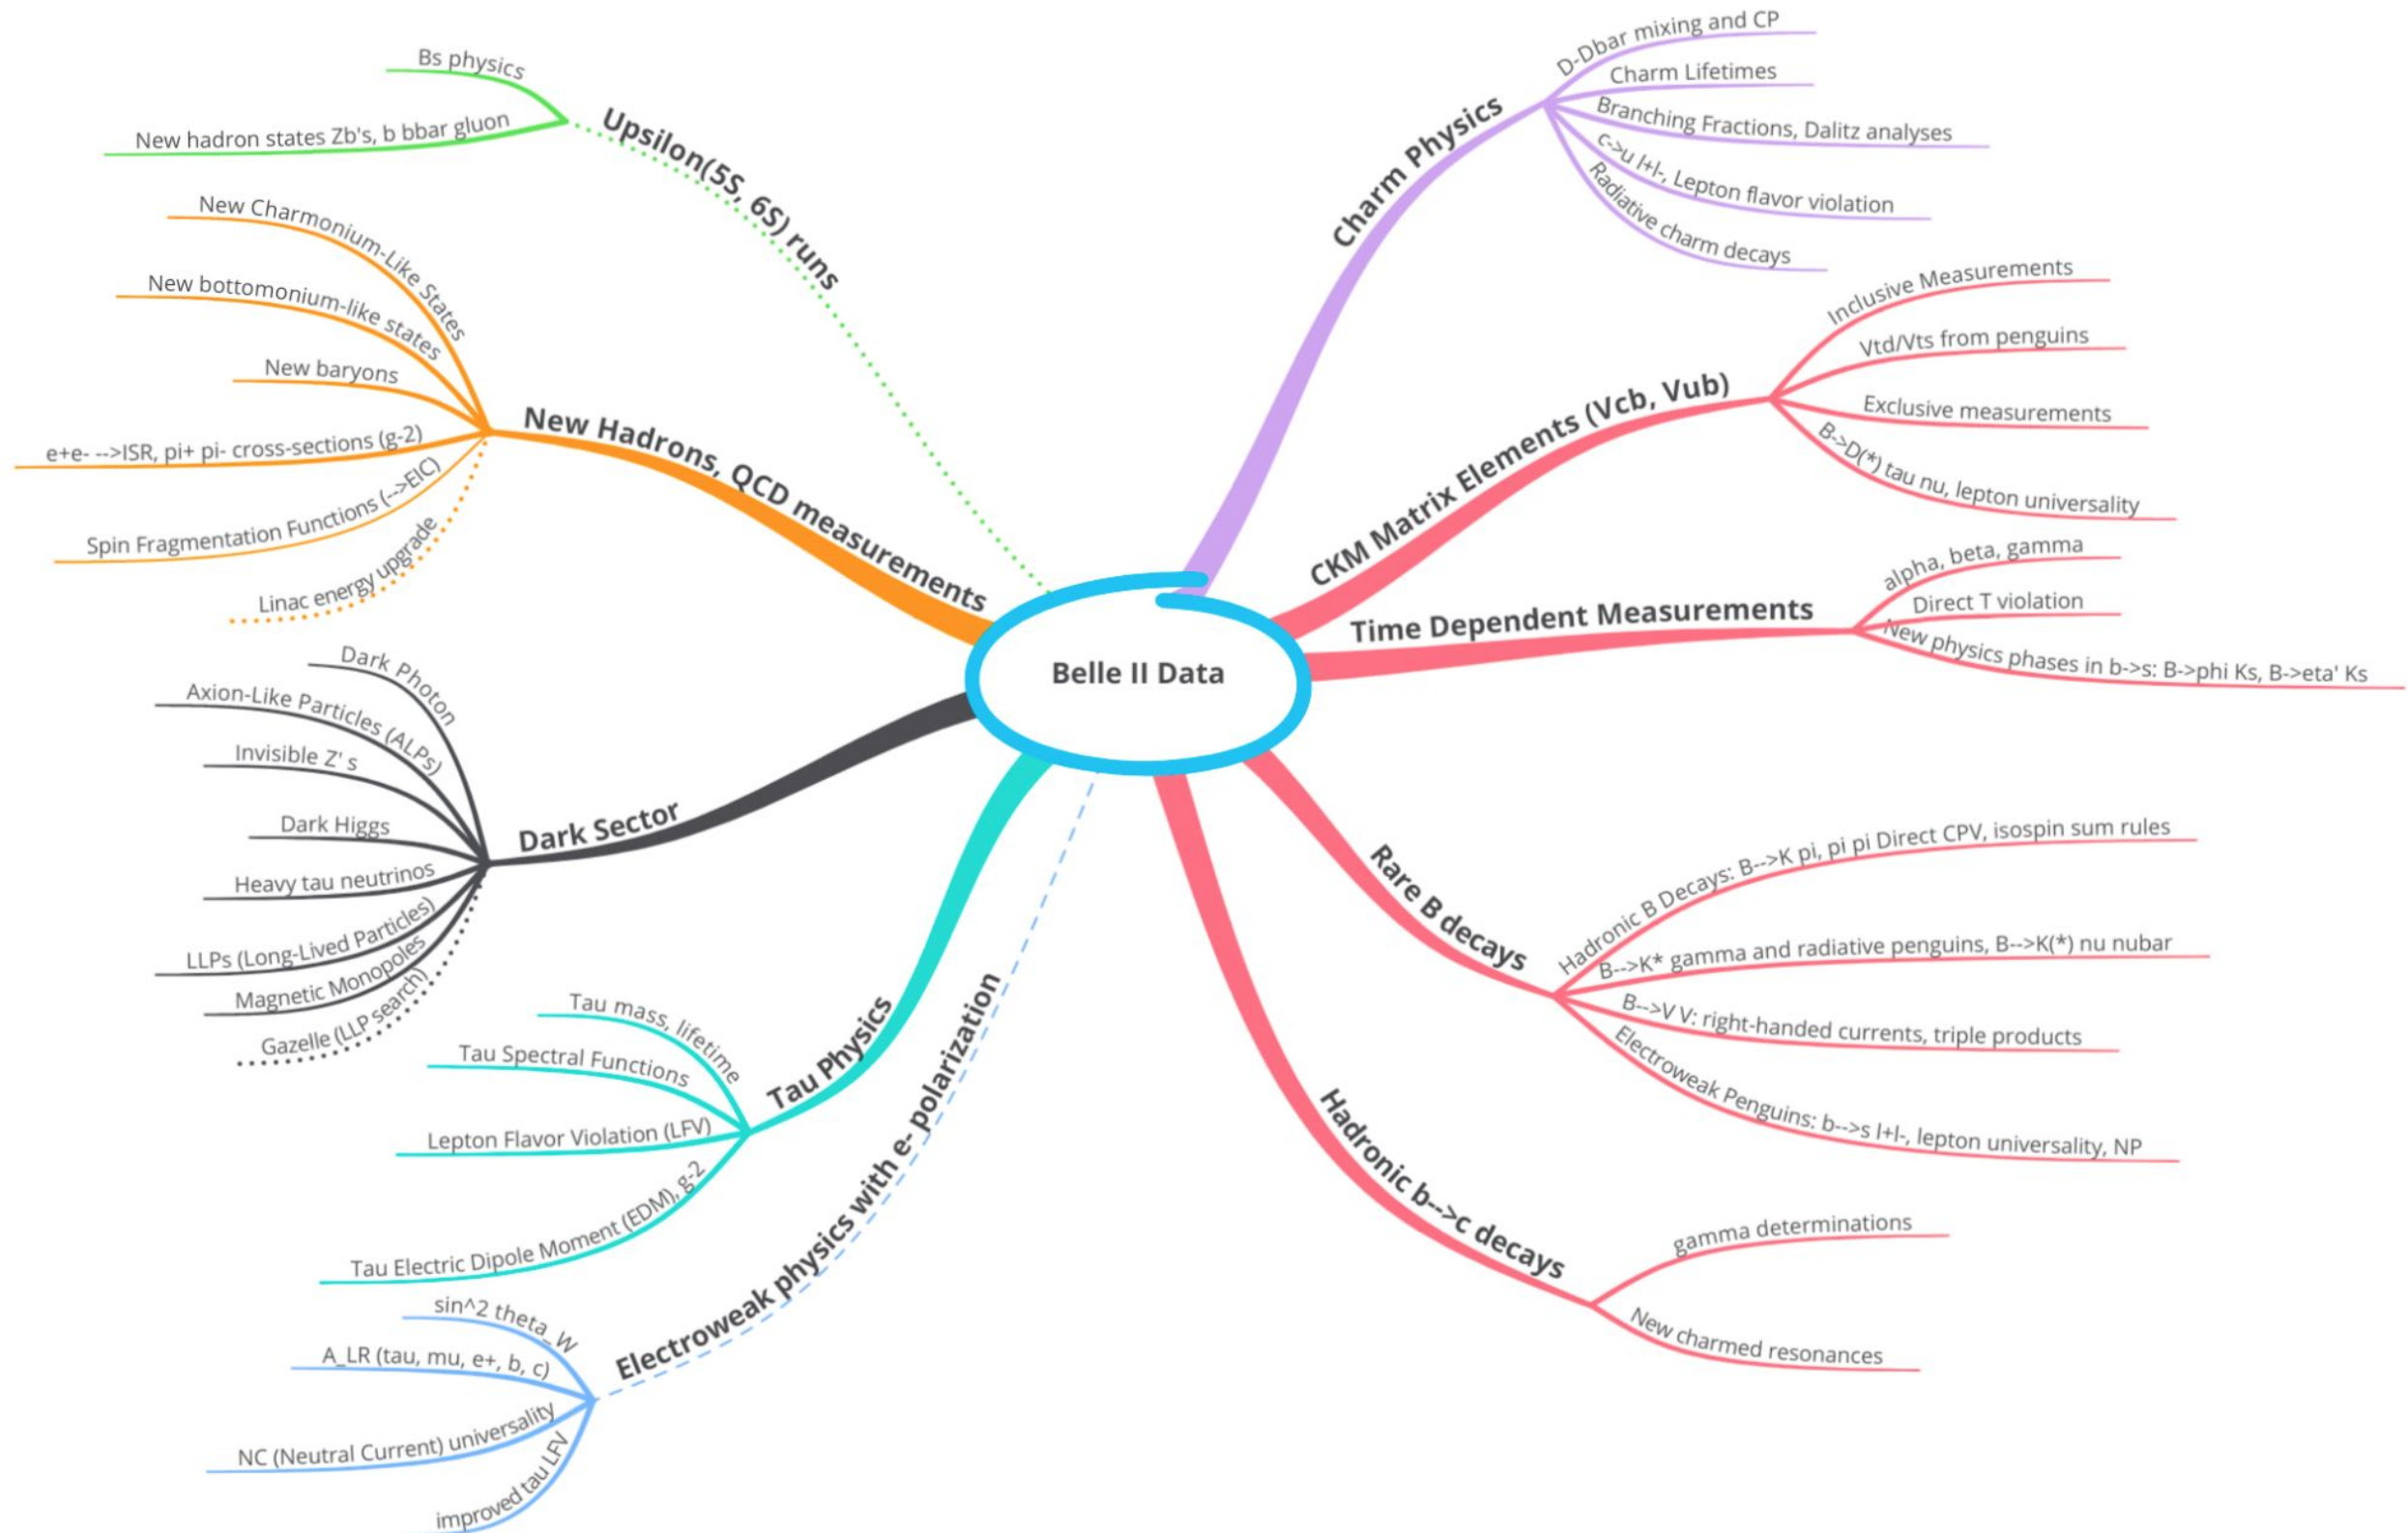 Belle II Data
Upsilon(5S, 6S) runs
Bs physics
New hadron states Zb's, b bbar gluon
New Hadrons, QCD measurements
New Charmonium-Like States
New bottomonium-like states
New baryons
e+e- -->ISR, pi+ pi- cross-sections (g-2)
Spin Fragmentation Functions (-->EIC)
Linac energy upgrade
Dark Sector
Dark Photon
Axion-Like Particles (ALPs)
Invisible Z' s
Dark Higgs
Heavy tau neutrinos
LLPs (Long-Lived Particles)
Magnetic Monopoles
Gazelle (LLP search)
Tau Physics
Tau mass, lifetime
Tau Spectral Functions
Lepton Flavor Violation (LFV)
Tau Electric Dipole Moment (EDM), g-2
Electroweak physics with e- polarization
sin^2 theta_W
A_LR (tau, mu, e+, b, c)
NC (Neutral Current) universality
improved tau LFV
Charm Physics
D-Dbar mixing and CP
Charm Lifetimes
Branching Fractions, Dalitz analyses
c->u l+l-, Lepton flavor violation
Radiative charm decays
CKM Matrix Elements (Vcb, Vub)
Inclusive Measurements
Vtd/Vts from penguins
Exclusive measurements
B->D(*) tau nu, lepton universality
Time Dependent Measurements
alpha, beta, gamma
Direct T violation
New physics phases in b->s: B->phi Ks, B->eta' Ks
Rare B decays
Hadronic B Decays: B-->K pi, pi pi Direct CPV, isospin sum rules
B-->K* gamma and radiative penguins, B-->K(*) nu nubar
B-->V V: right-handed currents, triple products
Electroweak Penguins: b-->s l+l-, lepton universality, NP
Hadronic b-->c decays
gamma determinations
New charmed resonances